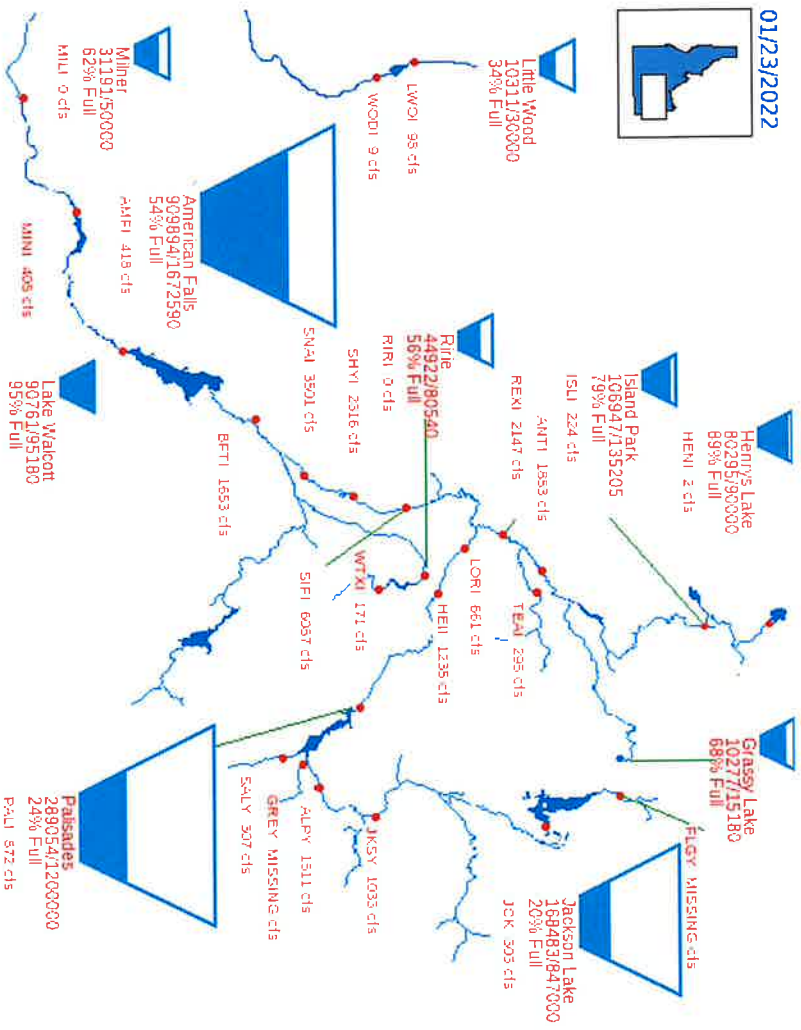 01/23/2022
Henrys Lake
80295/90000
89% Full
HENI 2 cfs
Grassy Lake
10277/15180
68% Full
FLGY MISSING cfs
Island Park
106947/135205
79% Full
ISLI 224 cfs
Jackson Lake
168483/847000
20% Full
JCK 303 cfs
Little Wood
10311/30000
34% Full
LWOI 95 cfs
WODI 9 cfs
ANTI 1853 cfs
REXI 2147 cfs
TEAI 295 cfs
Ririe
44922/80540
56% Full
RIRI 0 cfs
LORI 661 cfs
HEII 1235 cfs
WTXI 171 cfs
SHYI 2316 cfs
SNAI 3501 cfs
SIFI 6057 cfs
JKSY 1033 cfs
ALPY 1511 cfs
GREY MISSING cfs
SALY 307 cfs
American Falls
909894/1672590
54% Full
AMFI 418 cfs
BFTI 1653 cfs
Milner
31191/50000
62% Full
MILI 0 cfs
MINI 405 cfs
Lake Walcott
90761/95180
95% Full
Palisades
289054/1200000
24% Full
PALI 872 cfs